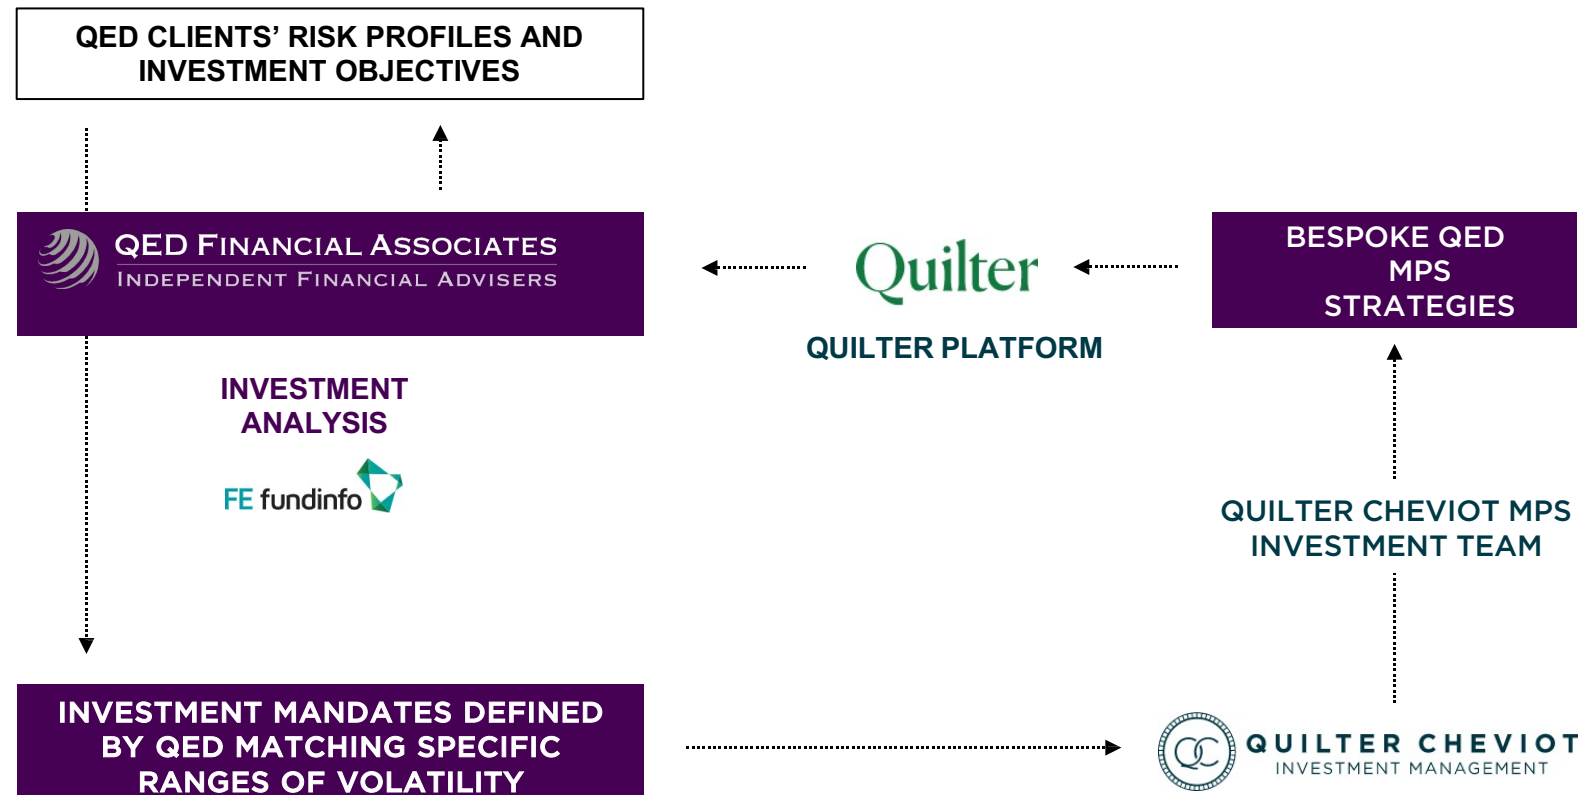 QED CLIENTS’ RISK PROFILES AND
INVESTMENT OBJECTIVES
QED FINANCIAL ASSOCIATES
INDEPENDENT FINANCIAL ADVISERS
Quilter
QUILTER PLATFORM
BESPOKE QED
MPS
STRATEGIES
INVESTMENT
ANALYSIS
FE fundinfo
QUILTER CHEVIOT MPS
INVESTMENT TEAM
INVESTMENT MANDATES DEFINED
BY QED MATCHING SPECIFIC
RANGES OF VOLATILITY
QC
QUILTER CHEVIOT
INVESTMENT MANAGEMENT